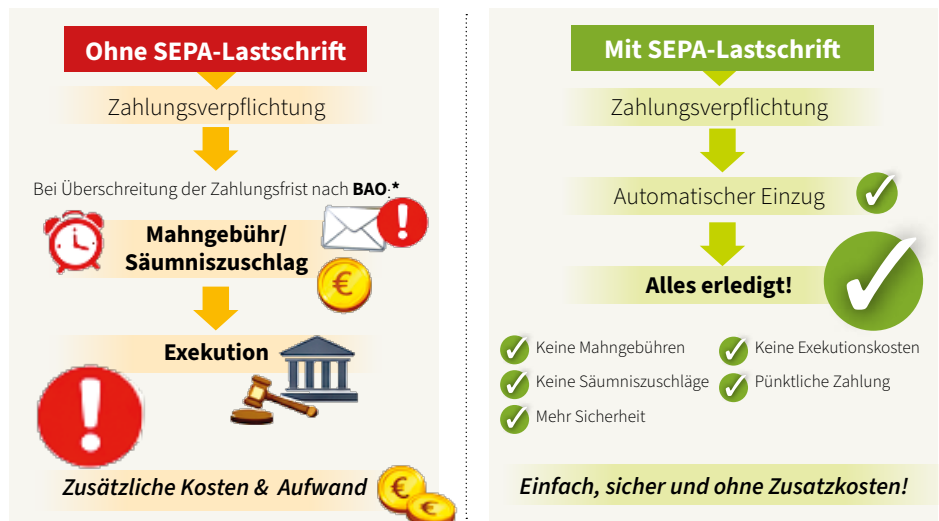 Ohne SEPA-Lastschrift
Zahlungsverpflichtung
Bei Überschreitung der Zahlungsfrist nach BAO:*
Mahngebühr/
Säumniszuschlag
Exekution
Zusätzliche Kosten & Aufwand
Mit SEPA-Lastschrift
Zahlungsverpflichtung
Automatischer Einzug
Alles erledigt!
Keine Mahngebühren
Keine Exekutionskosten
Keine Säumniszuschläge
Pünktliche Zahlung
Mehr Sicherheit
Einfach, sicher und ohne Zusatzkosten!